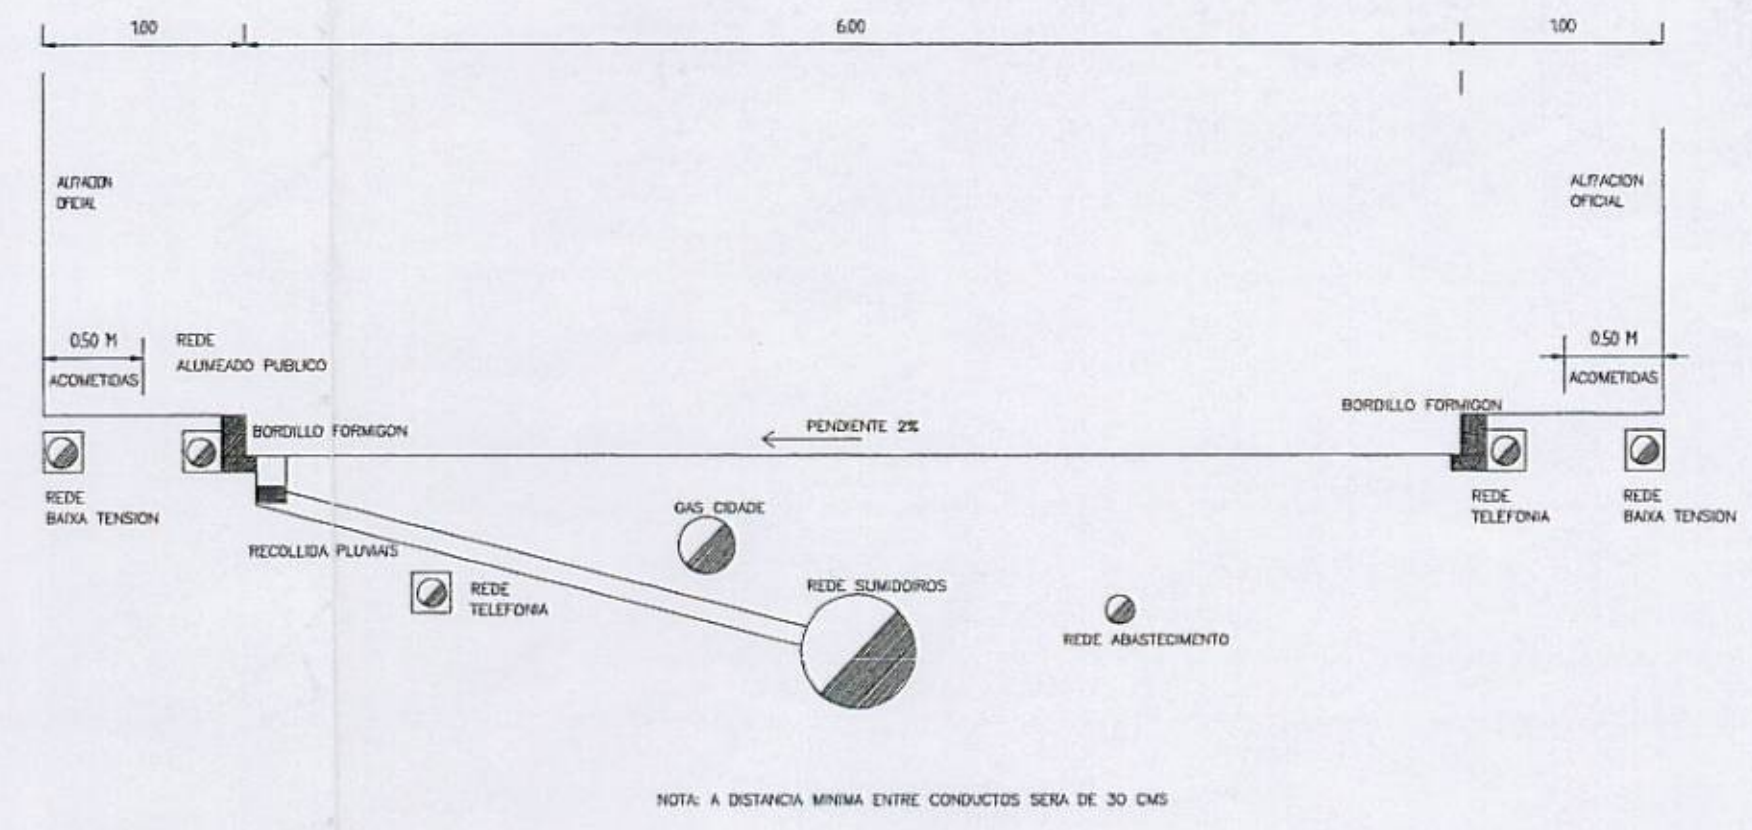 1.00
6.00
1.00
ALIÑACION
OFICIAL
ALIÑACION
OFICIAL
0.50 M
ACOMETIDAS
REDE
ALUMEADO PUBLICO
0.50 M
ACOMETIDAS
BORDILLO FORMIGON
BORDILLO FORMIGON
PENDIENTE 2%
REDE
BAIXA TENSION
REDE
TELEFONIA
REDE
BAIXA TENSION
GAS CIDADE
RECOLLIDA PLUVIAIS
REDE
TELEFONIA
REDE SUMIDOIROS
REDE ABASTECIMENTO
NOTA: A DISTANCIA MINIMA ENTRE CONDUCTOS SERA DE 30 CMS